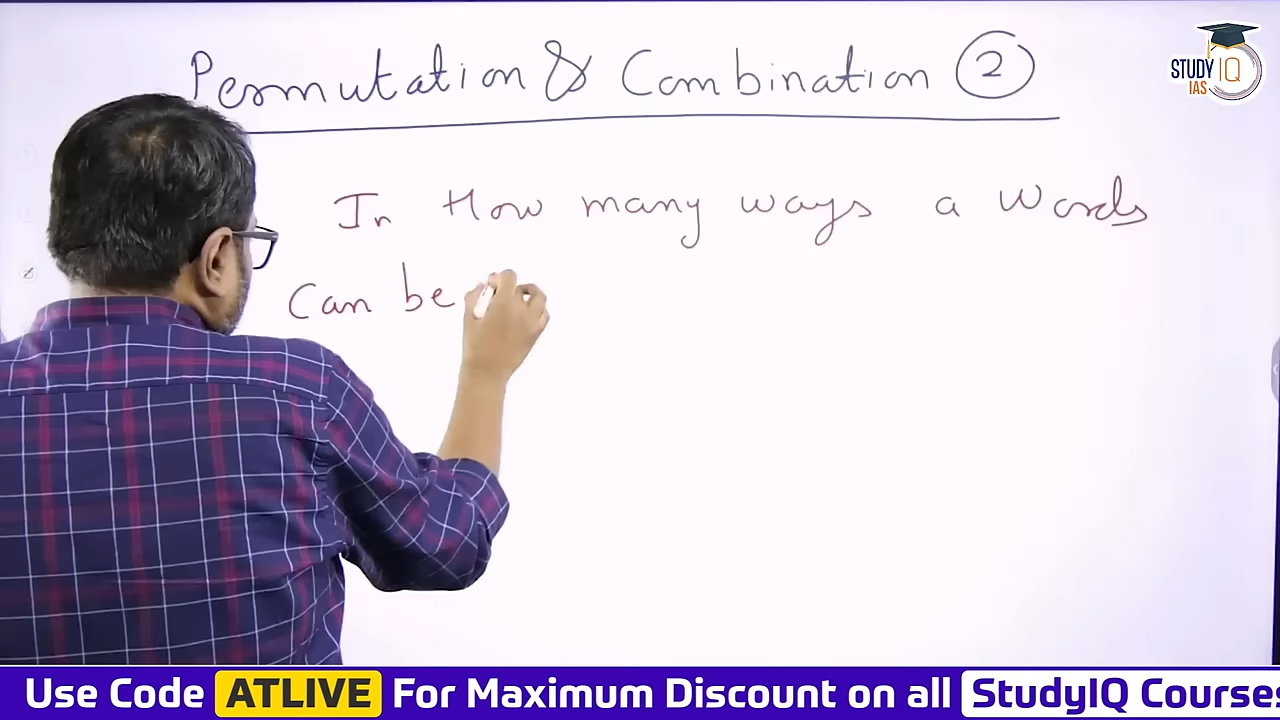 Permutation & Combination 2
STUDY IQ
IAS
In How many ways a Words
Can be
Use Code ATLIVE For Maximum Discount on all StudyIQ Courses